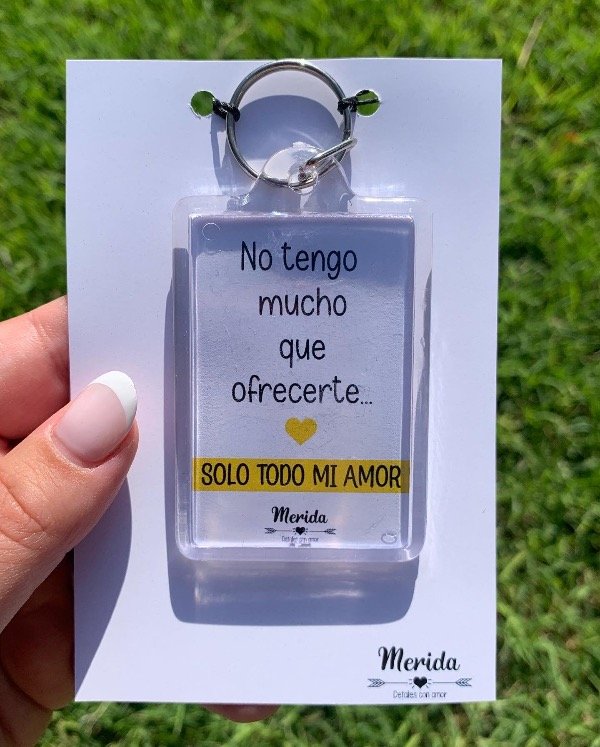 No tengo
mucho
que
ofrecerte...
SOLO TODO MI AMOR
Merida
Detalles con amor
Merida
Detalles con amor